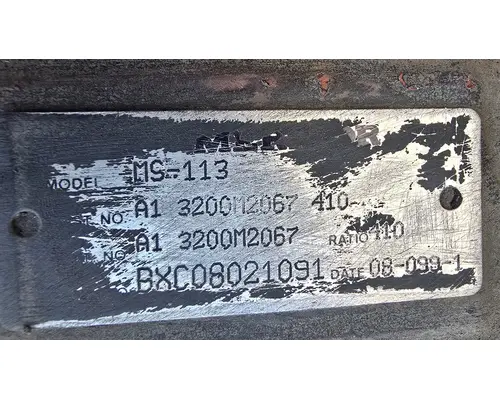 MODEL MS-113
T. NO. A1 3200M2067 410-
T. NO. A1 3200M2067 RATIO 410
BXC08021091 DATE 08-099-1